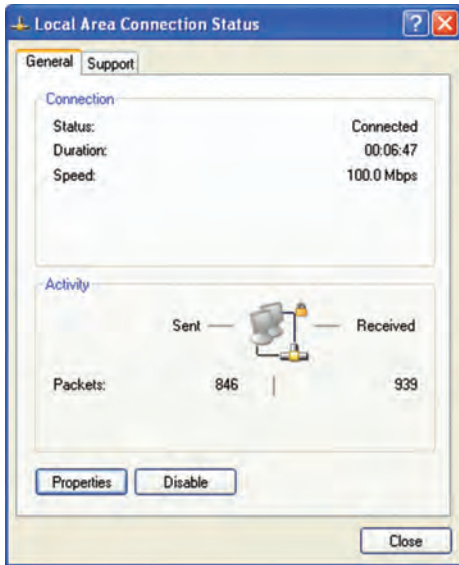 Local Area Connection Status
General Support
Connection
Status: Connected
Duration: 00:06:47
Speed: 100.0 Mbps
Activity
Sent — — Received
Packets: 846 | 939
Properties Disable
Close